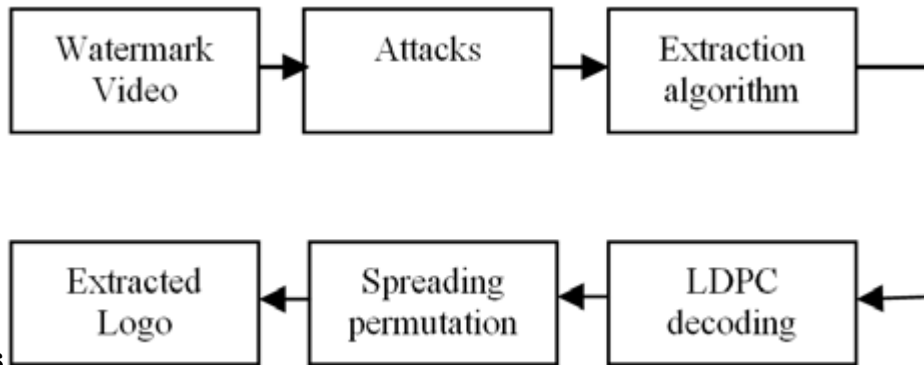 Watermark
Video
Attacks
Extraction
algorithm
Extracted
Logo
Spreading
permutation
LDPC
decoding